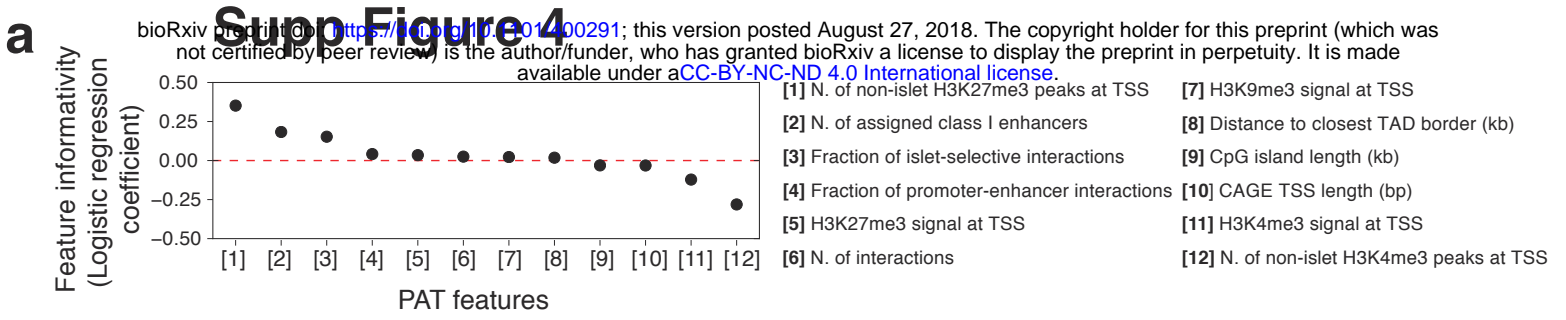 a
Supp Figure 4
bioRxiv preprint doi: https://doi.org/10.1101/400291; this version posted August 27, 2018. The copyright holder for this preprint (which was
not certified by peer review) is the author/funder, who has granted bioRxiv a license to display the preprint in perpetuity. It is made
available under aCC-BY-NC-ND 4.0 International license.
Feature informativity
(Logistic regression
coefficient)
0.50
0.25
0.00
−0.25
−0.50
[1] [2] [3] [4] [5] [6] [7] [8] [9] [10] [11] [12]
PAT features
[1] N. of non-islet H3K27me3 peaks at TSS
[2] N. of assigned class I enhancers
[3] Fraction of islet-selective interactions
[4] Fraction of promoter-enhancer interactions
[5] H3K27me3 signal at TSS
[6] N. of interactions
[7] H3K9me3 signal at TSS
[8] Distance to closest TAD border (kb)
[9] CpG island length (kb)
[10] CAGE TSS length (bp)
[11] H3K4me3 signal at TSS
[12] N. of non-islet H3K4me3 peaks at TSS